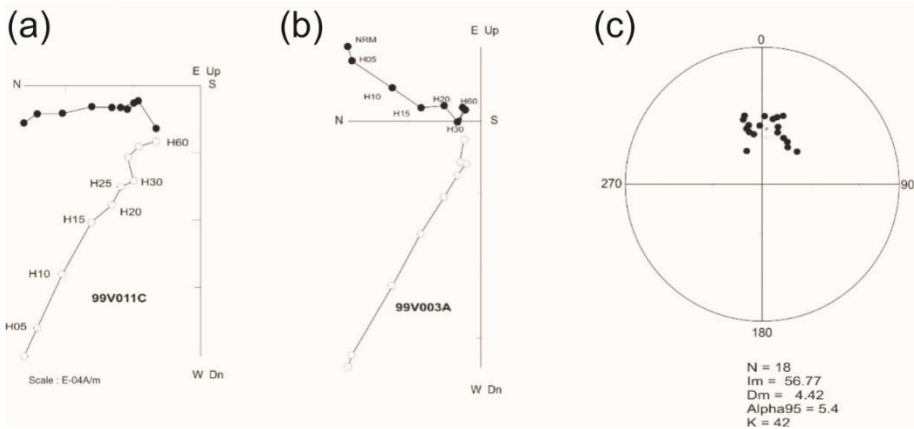 (a)
E Up
N
S
H60
H25
H30
H20
H15
H10
99V011C
H05
Scale : E-04A/m
W Dn
(b)
E Up
NRM
H05
H10
H15
H20
H60
N
S
H30
99V003A
W Dn
(c)
0
270
90
180
N = 18
Im = 56.77
Dm = 4.42
Alpha95 = 5.4
K = 42